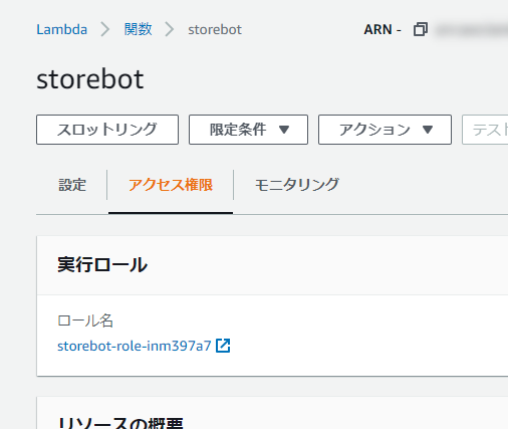 Lambda > 関数 > storebot
ARN -
storebot
スロットリング 限定条件 ▼ アクション ▼ テスト
設定 アクセス権限 モニタリング
実行ロール
ロール名
storebot-role-inm397a7
リソースの概要